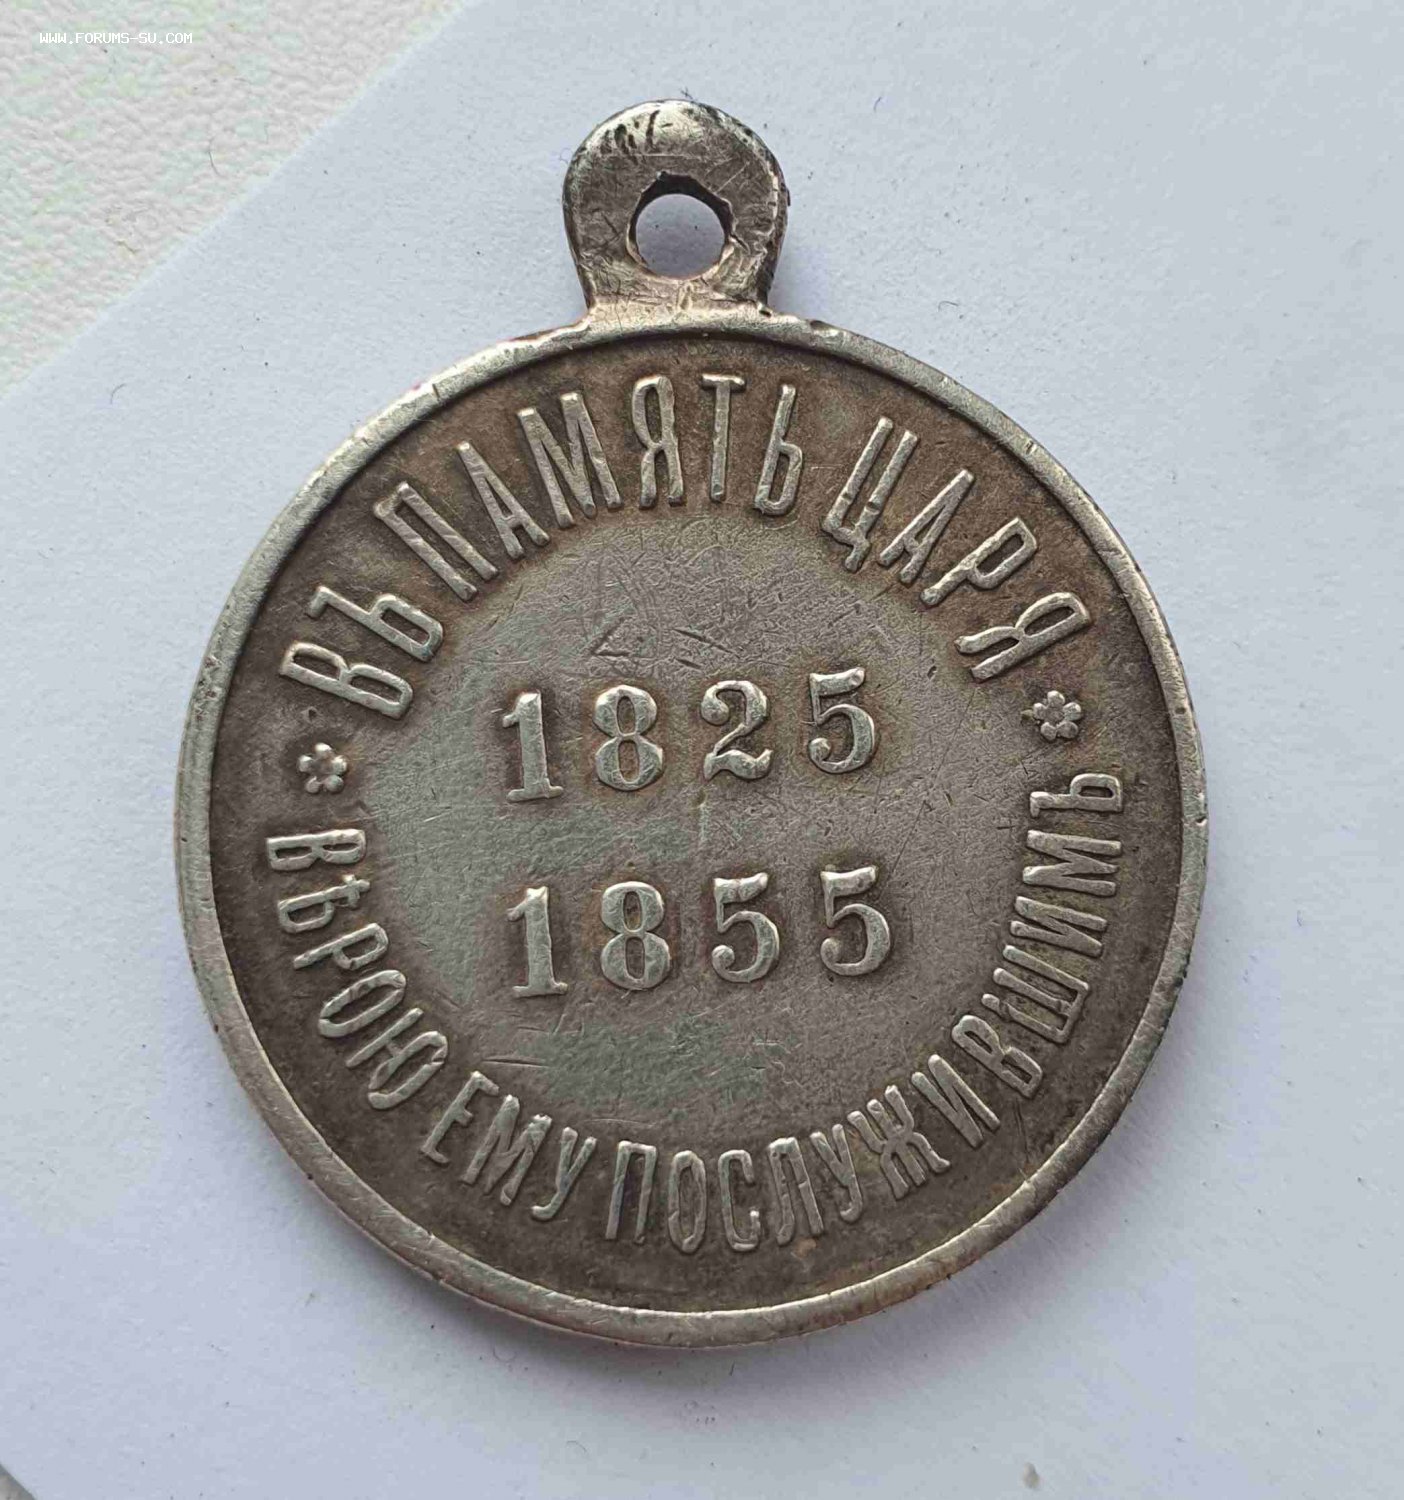 WWW.FORUMS-SU.COM
ВЪ ПАМЯТЬ ЦАРЯ
1825
1855
ВѢРОЮ ЕМУ ПОСЛУЖИВШИМЪ